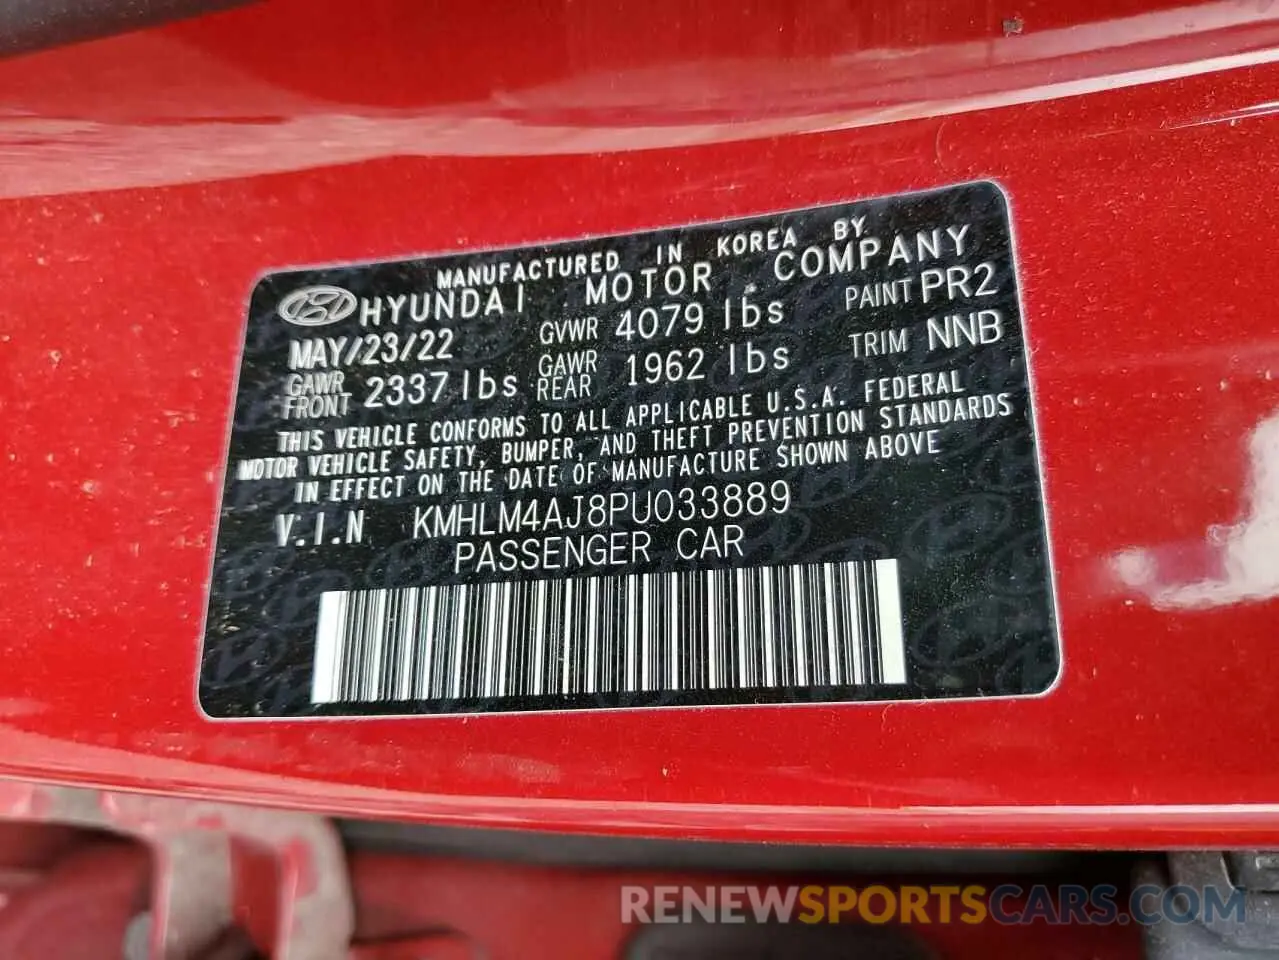 MANUFACTURED IN KOREA BY
HYUNDAI MOTOR COMPANY
MAY/23/22 GVWR 4079 lbs PAINT PR2
GAWR FRONT 2337 lbs GAWR REAR 1962 lbs TRIM NNB
THIS VEHICLE CONFORMS TO ALL APPLICABLE U.S.A. FEDERAL
MOTOR VEHICLE SAFETY, BUMPER, AND THEFT PREVENTION STANDARDS
IN EFFECT ON THE DATE OF MANUFACTURE SHOWN ABOVE
V.I.N KMHLM4AJ8PU033889
PASSENGER CAR
RENEWSPORTSCARS.COM